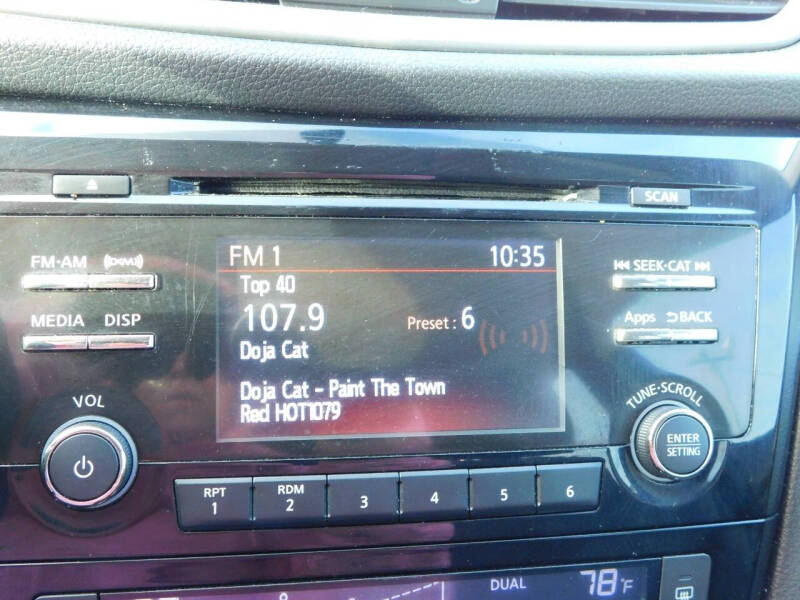 SCAN
FM 1 10:35
FM·AM ((XM))
SEEK·CAT
Top 40
107.9 Preset : 6
MEDIA DISP
Apps BACK
Doja Cat
Doja Cat - Paint The Town
Red HOT1079
VOL
TUNE·SCROLL
ENTER
SETTING
RPT RDM
1 2 3 4 5 6
DUAL 78°F